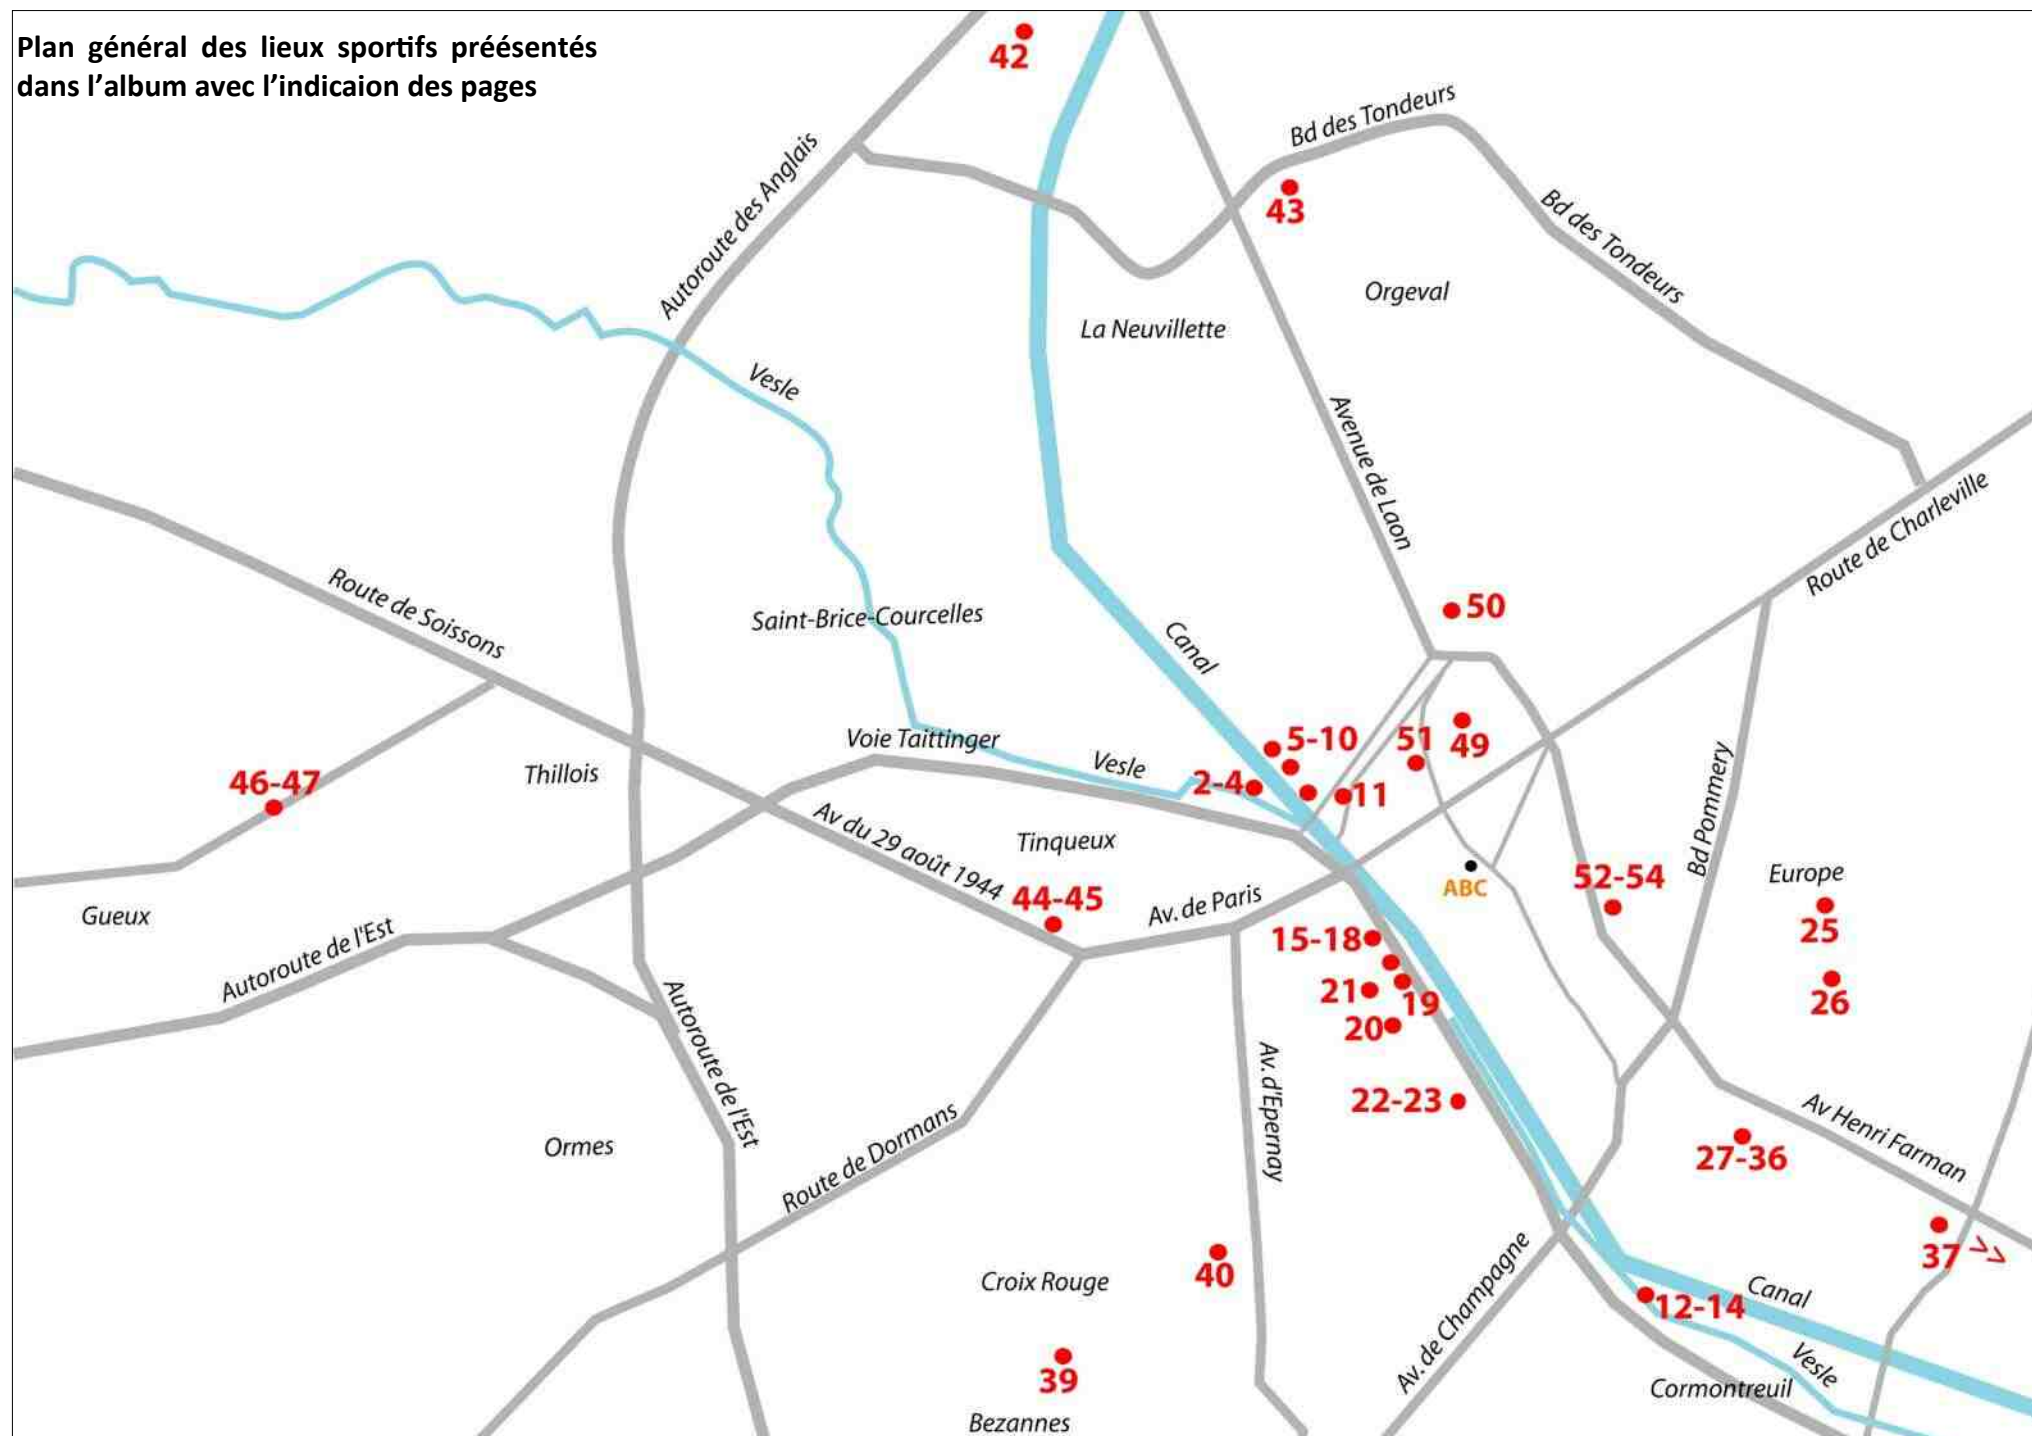 Plan général des lieux sportifs préésentés
dans l’album avec l’indicaion des pages
42
Bd des Tondeurs
Autoroute des Anglais
43
Bd des Tondeurs
Orgeval
La Neuvillette
Vesle
Avenue de Laon
Route de Charleville
Route de Soissons
Saint-Brice-Courcelles
50
Canal
Voie Taittinger
5-10
51
49
Vesle
Thillois
46-47
2-4
11
Bd Pommery
Av du 29 août 1944
Tinqueux
ABC
52-54
Europe
44-45
Av. de Paris
25
Gueux
15-18
Autoroute de l'Est
21
19
26
20
Autoroute de l'Est
Av. d'Epernay
22-23
Av Henri Farman
Ormes
Route de Dormans
27-36
37 >>
Croix Rouge
40
Av. de Champagne
Canal
12-14
39
Vesle
Cormontreuil
Bezannes